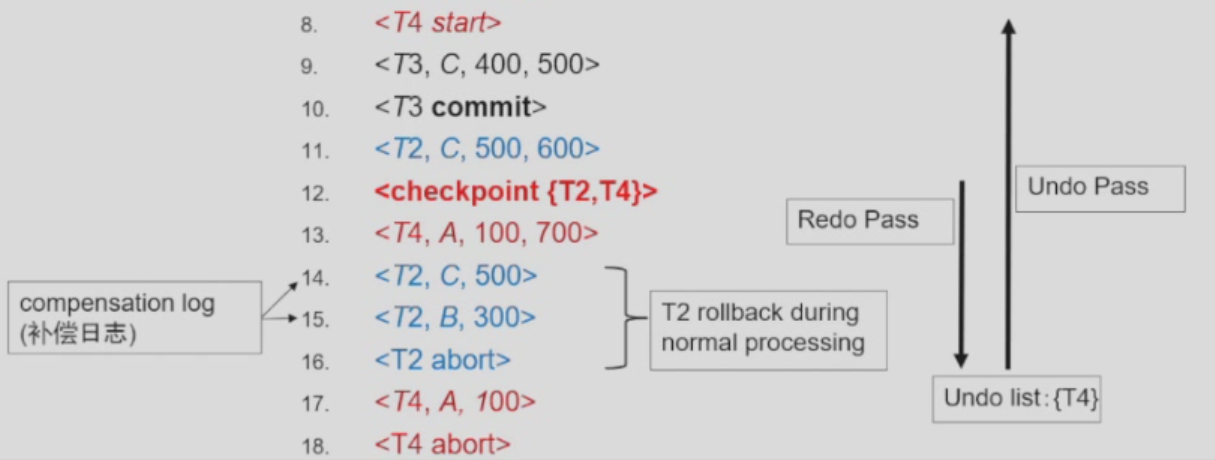 8. <T4 start>
9. <T3, C, 400, 500>
10. <T3 commit>
11. <T2, C, 500, 600>
12. <checkpoint {T2,T4}>
13. <T4, A, 100, 700>
14. <T2, C, 500>
15. <T2, B, 300>
16. <T2 abort>
17. <T4, A, 100>
18. <T4 abort>
compensation log
(补偿日志)
T2 rollback during
normal processing
Redo Pass
Undo Pass
Undo list:{T4}